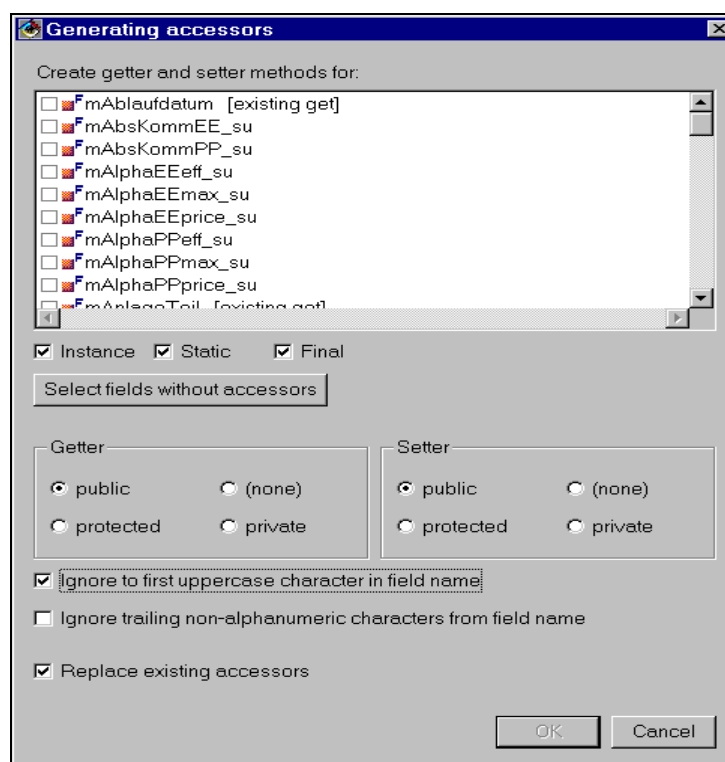 Generating accessors
Create getter and setter methods for:
F mAblaufdatum [existing get]
F mAbsKommEE_su
F mAbsKommPP_su
F mAlphaEEeff_su
F mAlphaEEmax_su
F mAlphaEEprice_su
F mAlphaPPeff_su
F mAlphaPPmax_su
F mAlphaPPprice_su
F mAnlageTeil [existing get]
Instance Static Final
Select fields without accessors
Getter Setter
public (none) public (none)
protected private protected private
Ignore to first uppercase character in field name
Ignore trailing non-alphanumeric characters from field name
Replace existing accessors
OK Cancel